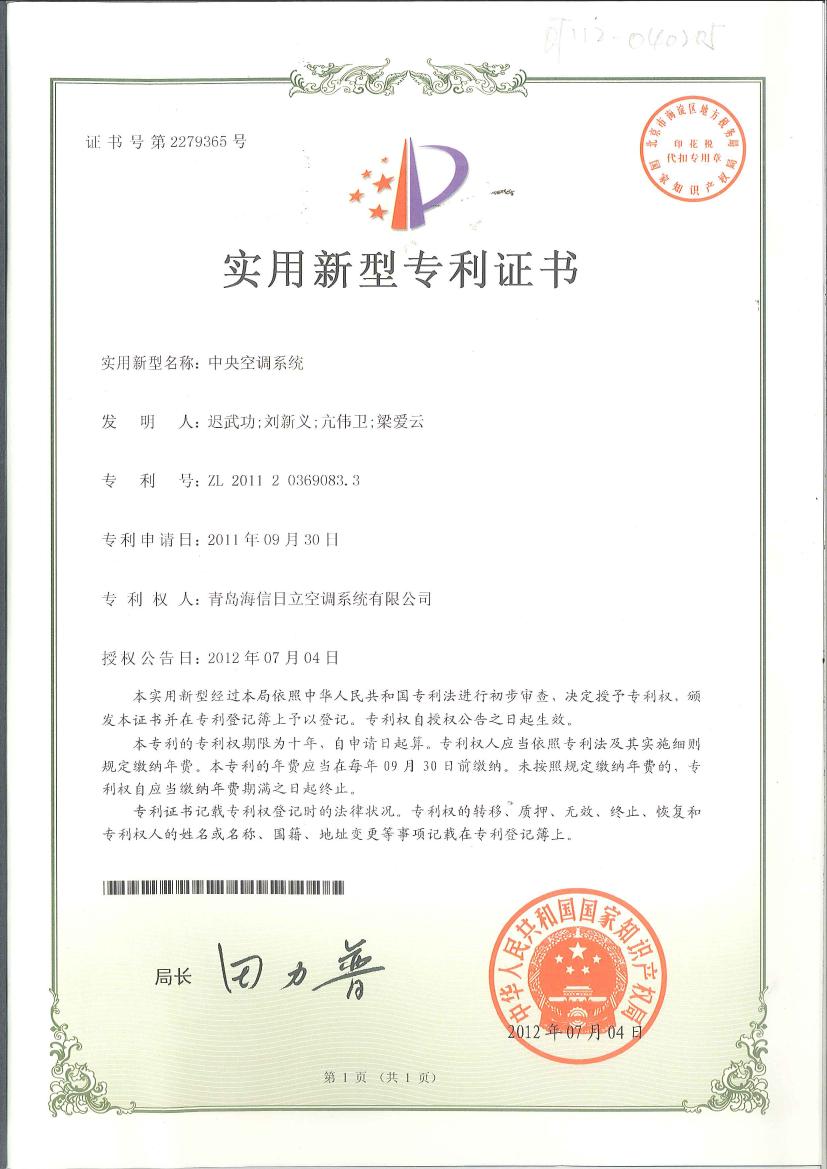 证书号第2279365号
北京市海淀区地方税务局
印花税
代扣专用章
国家知识产权局
实用新型专利证书
实用新型名称：中央空调系统
发 明 人：迟武功;刘新义;亢伟卫;梁爱云
专 利 号：ZL 2011 2 0369083.3
专利申请日：2011年09月30日
专 利 权 人：青岛海信日立空调系统有限公司
授权公告日：2012年07月04日
本实用新型经过本局依照中华人民共和国专利法进行初步审查，决定授予专利权，颁
发本证书并在专利登记簿上予以登记。专利权自授权公告之日起生效。
本专利的专利权期限为十年，自申请日起算。专利权人应当依照专利法及其实施细则
规定缴纳年费。本专利的年费应当在每年09月30日前缴纳。未按照规定缴纳年费的，专
利权自应当缴纳年费期满之日起终止。
专利证书记载专利权登记时的法律状况。专利权的转移、质押、无效、终止、恢复和
专利权人的姓名或名称、国籍、地址变更等事项记载在专利登记簿上。
局长 田力普
中华人民共和国国家知识产权局
2012年07月04日
第1页（共1页）